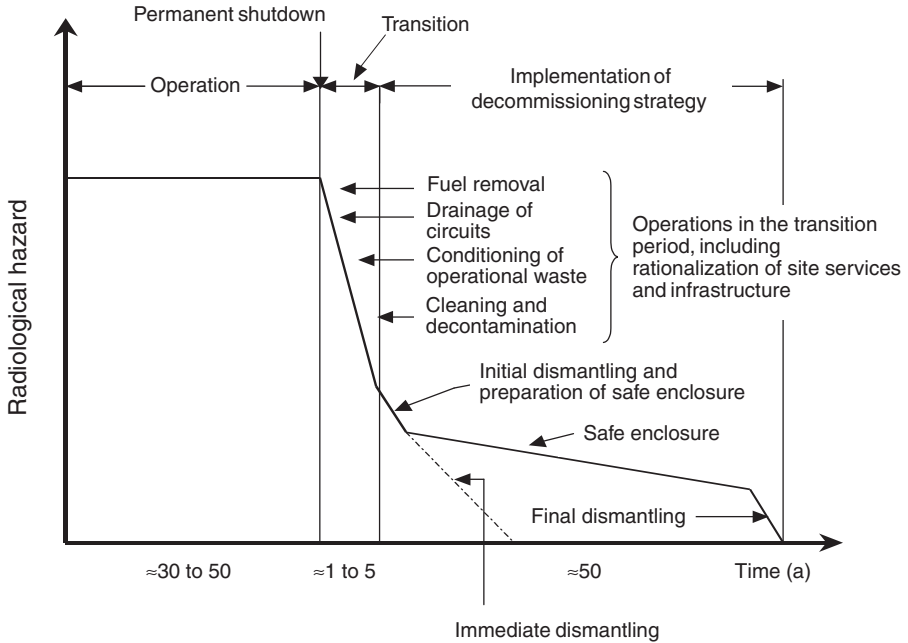 Permanent shutdown
Transition
Operation
Implementation of
decommissioning strategy
Radiological hazard
Fuel removal
Drainage of
circuits
Conditioning of
operational waste
Cleaning and
decontamination
Operations in the transition
period, including
rationalization of site services
and infrastructure
Initial dismantling and
preparation of safe enclosure
Safe enclosure
Final dismantling
≈30 to 50
≈1 to 5
≈50
Time (a)
Immediate dismantling